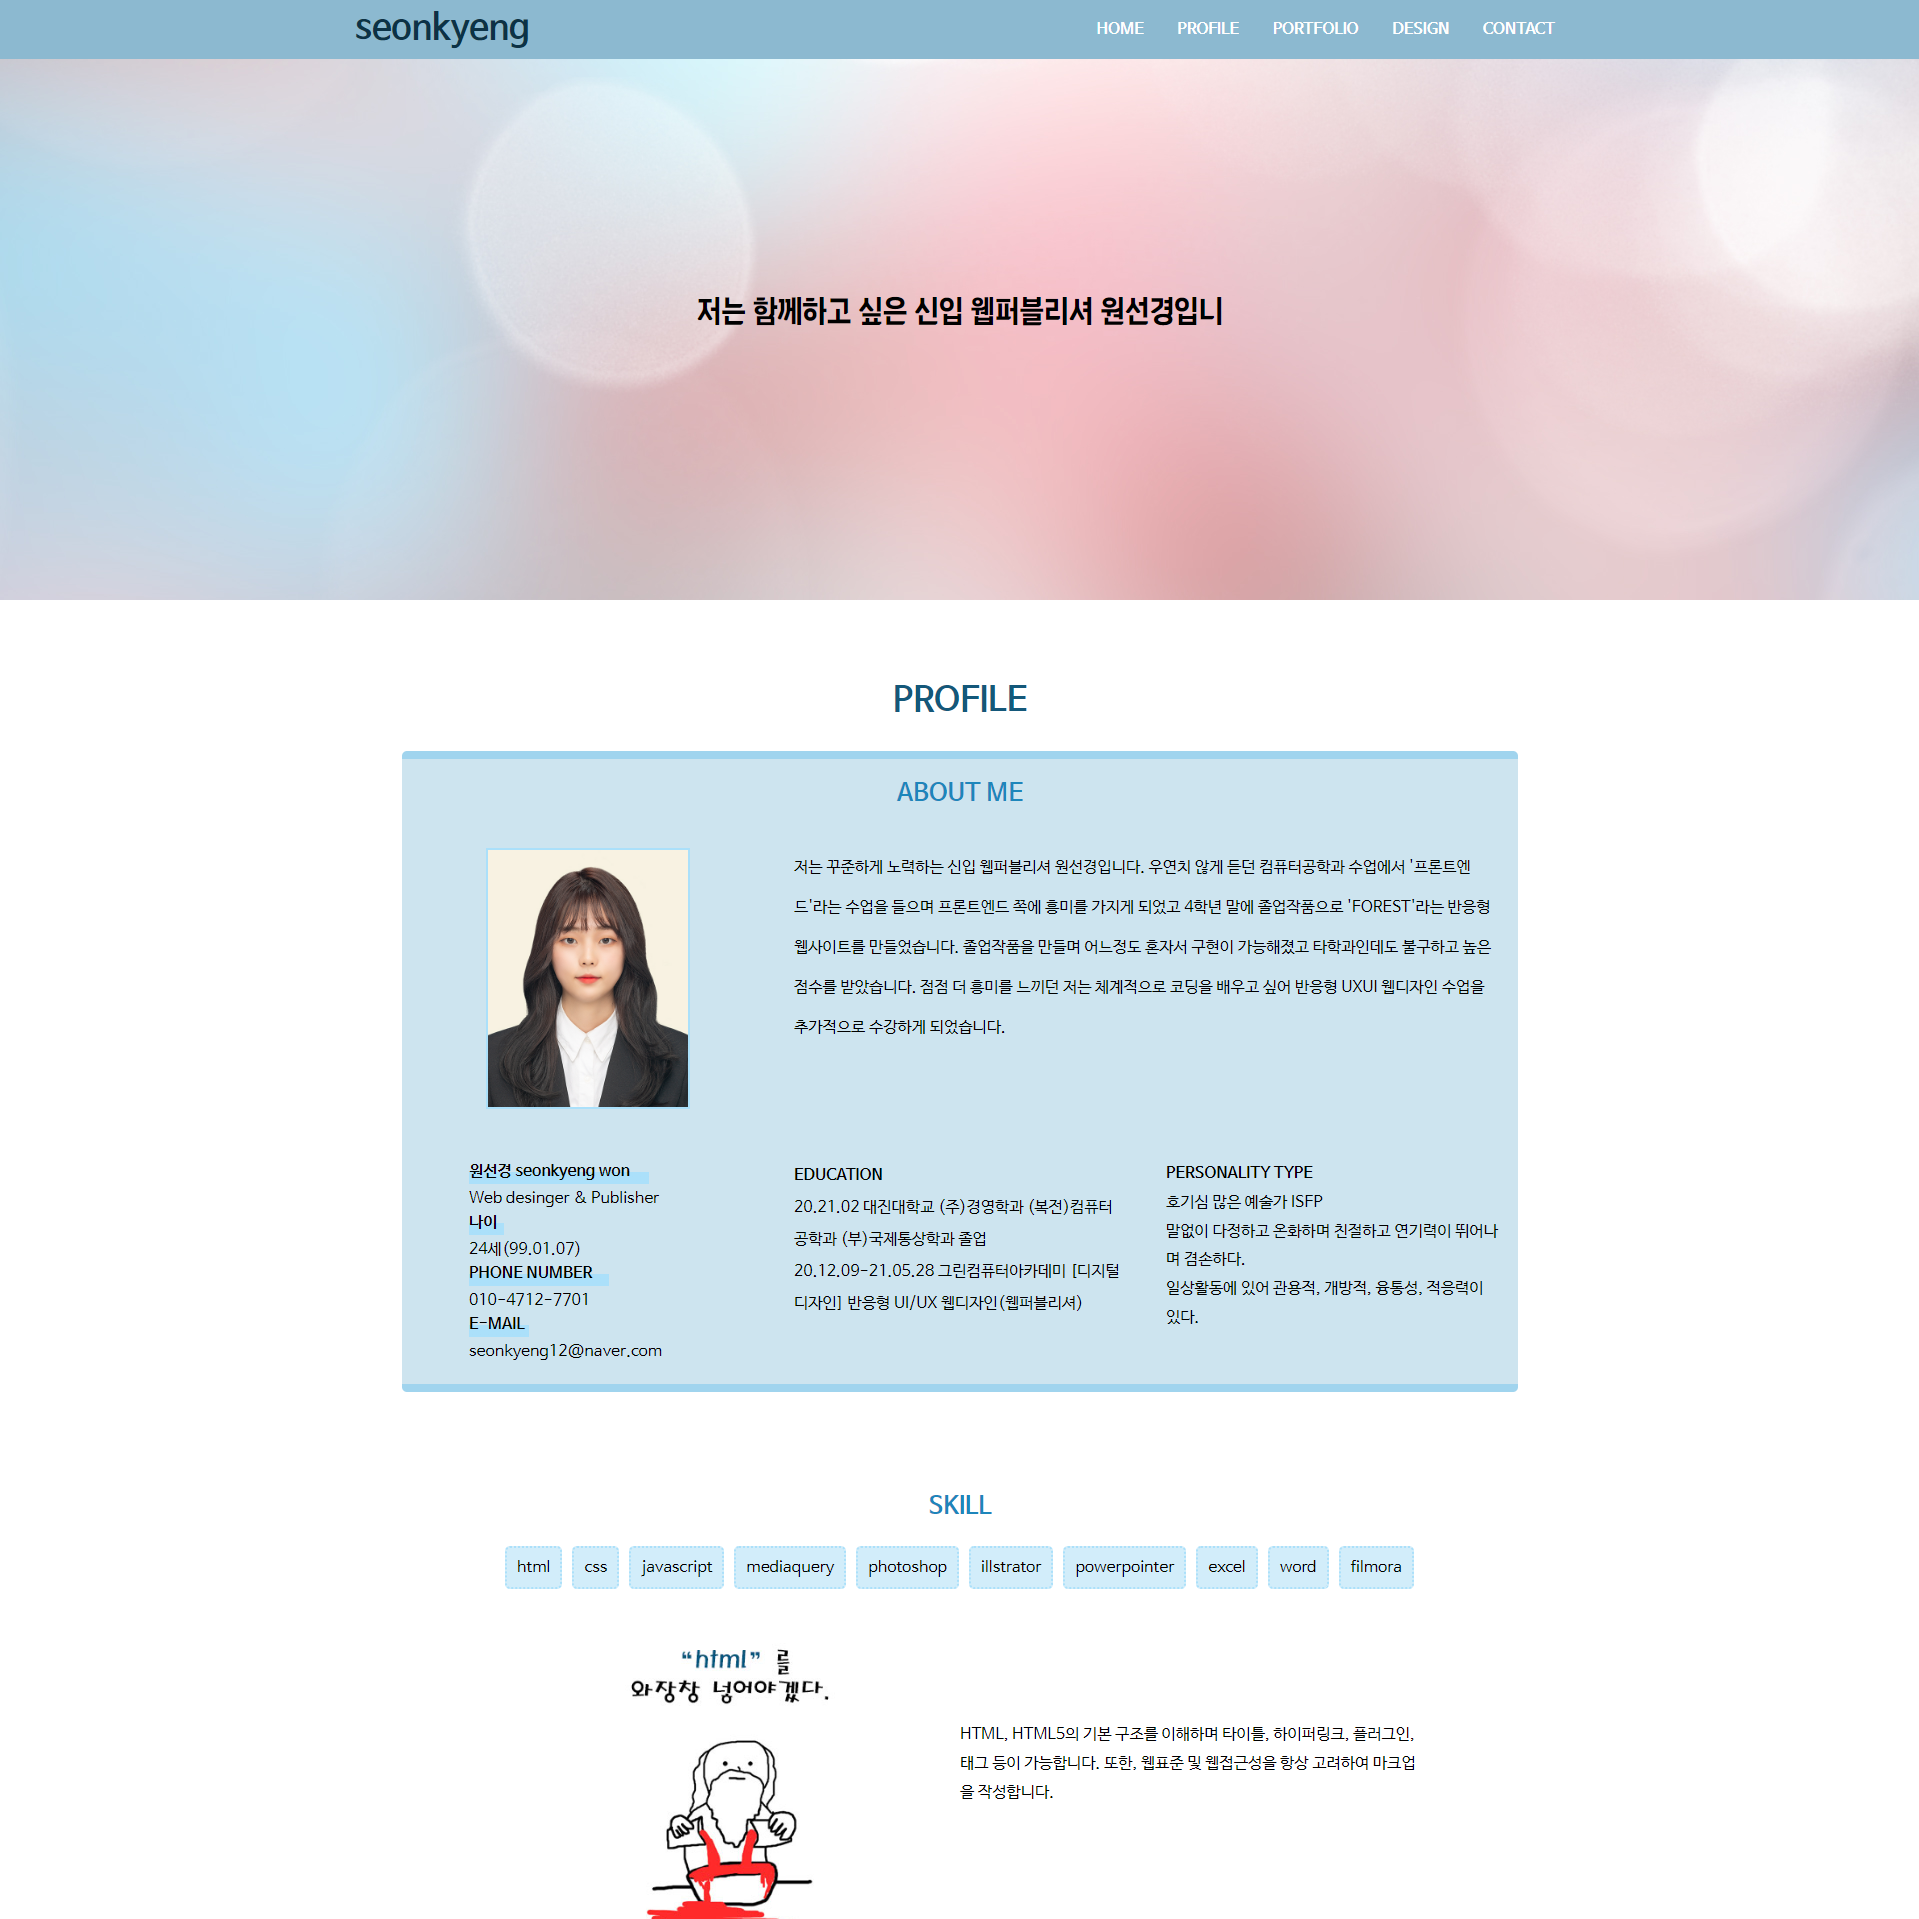 seonkyeng
HOME PROFILE PORTFOLIO DESIGN CONTACT
저는 함께하고 싶은 신입 웹퍼블리셔 원선경입니
PROFILE
ABOUT ME
저는 꾸준하게 노력하는 신입 웹퍼블리셔 원선경입니다. 우연치 않게 듣던 컴퓨터공학과 수업에서 '프론트엔
드'라는 수업을 들으며 프론트엔드 쪽에 흥미를 가지게 되었고 4학년 말에 졸업작품으로 'FOREST'라는 반응형
웹사이트를 만들었습니다. 졸업작품을 만들며 어느정도 혼자서 구현이 가능해졌고 타학과인데도 불구하고 높은
점수를 받았습니다. 점점 더 흥미를 느끼던 저는 체계적으로 코딩을 배우고 싶어 반응형 UXUI 웹디자인 수업을
추가적으로 수강하게 되었습니다.
원선경 seonkyeng won
Web desinger & Publisher
나이
24세(99.01.07)
PHONE NUMBER
010-4712-7701
E-MAIL
seonkyeng12@naver.com
EDUCATION
20.21.02 대진대학교 (주)경영학과 (복전)컴퓨터
공학과 (부)국제통상학과 졸업
20.12.09-21.05.28 그린컴퓨터아카데미 [디지털
디자인] 반응형 UI/UX 웹디자인(웹퍼블리셔)
PERSONALITY TYPE
호기심 많은 예술가 ISFP
말없이 다정하고 온화하며 친절하고 연기력이 뛰어나
며 겸손하다.
일상활동에 있어 관용적, 개방적, 융통성, 적응력이
있다.
SKILL
html css javascript mediaquery photoshop illstrator powerpointer excel word filmora
“html” 를
와장창 넣어야겠다.
HTML, HTML5의 기본 구조를 이해하며 타이틀, 하이퍼링크, 플러그인,
태그 등이 가능합니다. 또한, 웹표준 및 웹접근성을 항상 고려하여 마크업
을 작성합니다.